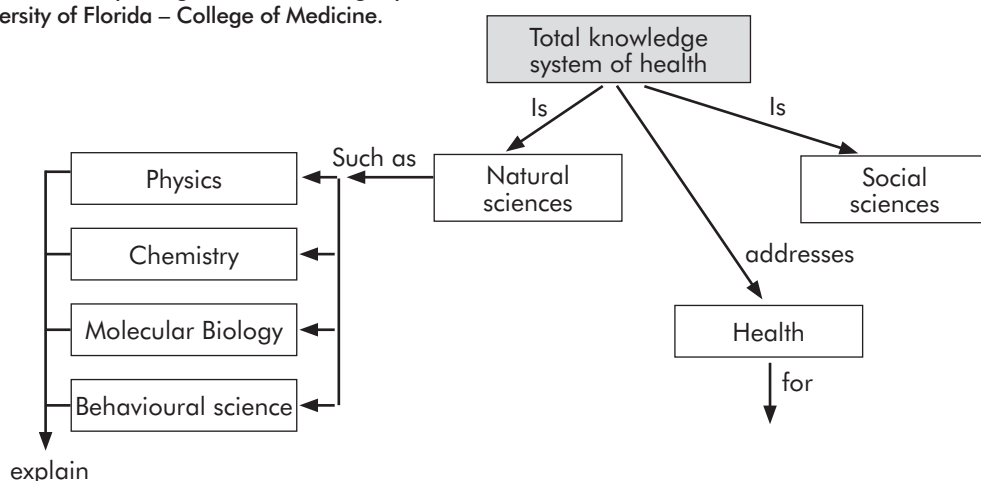 ersity of Florida – College of Medicine.
Total knowledge
system of health
Is
Is
Such as
Physics
Natural
sciences
Social
sciences
Chemistry
addresses
Molecular Biology
Health
Behavioural science
for
explain